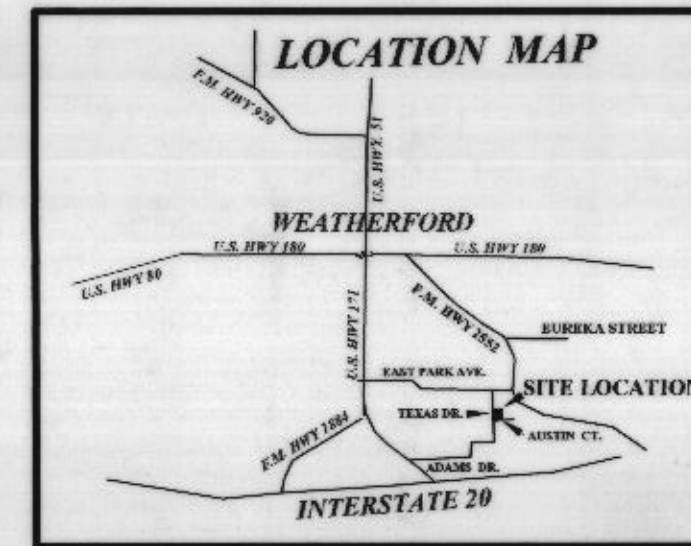 LOCATION MAP
F.M. HWY 920
U.S. HWY. 51
WEATHERFORD
U.S. HWY 180
U.S. HWY 180
U.S. HWY 80
U.S. HWY 171
F.M. HWY 2552
EUREKA STREET
EAST PARK AVE.
SITE LOCATION
TEXAS DR.
AUSTIN CT.
F.M. HWY 1884
ADAMS DR.
INTERSTATE 20